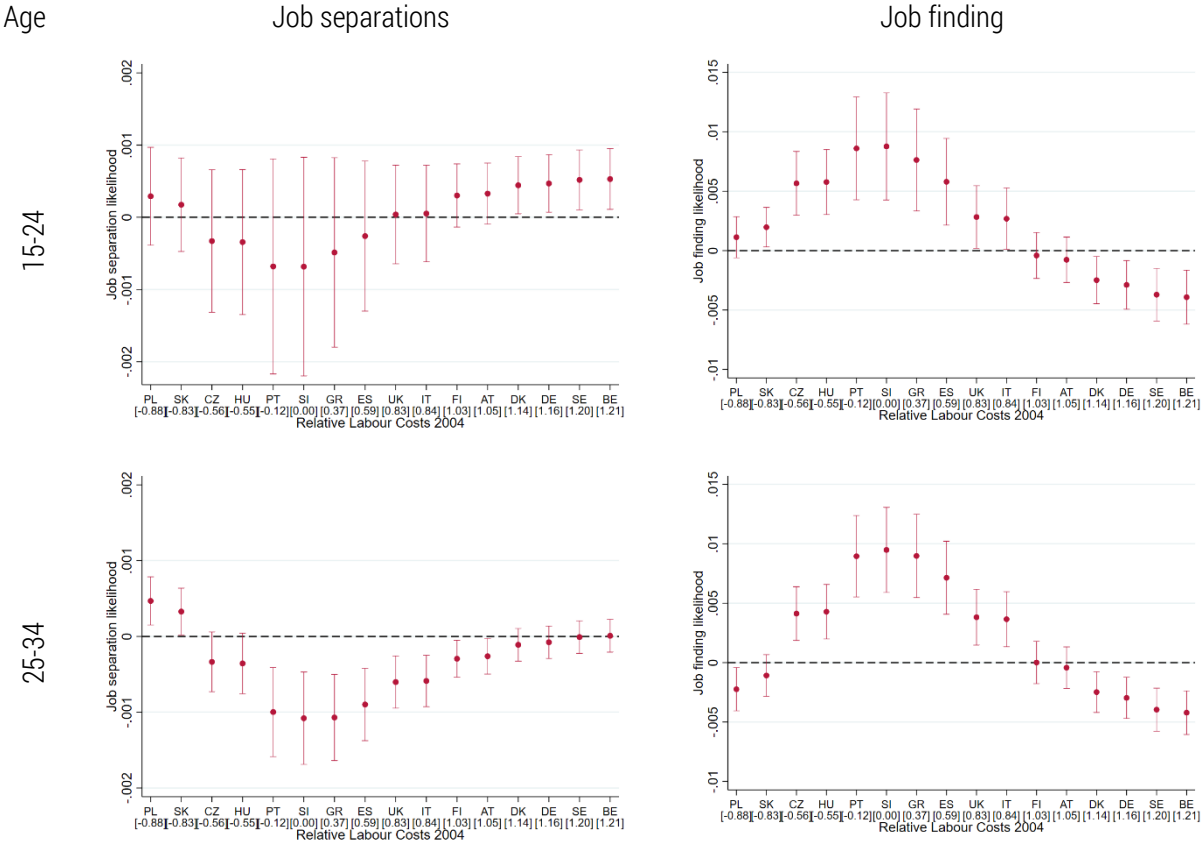 Age Job separations Job finding
15-24
Job separation likelihood
.002
.001
0
-.001
-.002
PL SK CZ HU PT SI GR ES UK IT FI AT DK DE SE BE
[-0.88] [-0.83] [-0.56] [-0.55] [-0.12] [0.00] [0.37] [0.59] [0.83] [0.84] [1.03] [1.05] [1.14] [1.16] [1.20] [1.21]
Relative Labour Costs 2004
Job finding likelihood
.015
.01
.005
0
-.005
-.01
PL SK CZ HU PT SI GR ES UK IT FI AT DK DE SE BE
[-0.88] [-0.83] [-0.56] [-0.55] [-0.12] [0.00] [0.37] [0.59] [0.83] [0.84] [1.03] [1.05] [1.14] [1.16] [1.20] [1.21]
Relative Labour Costs 2004
25-34
Job separation likelihood
.002
.001
0
-.001
-.002
PL SK CZ HU PT SI GR ES UK IT FI AT DK DE SE BE
[-0.88] [-0.83] [-0.56] [-0.55] [-0.12] [0.00] [0.37] [0.59] [0.83] [0.84] [1.03] [1.05] [1.14] [1.16] [1.20] [1.21]
Relative Labour Costs 2004
Job finding likelihood
.015
.01
.005
0
-.005
-.01
PL SK CZ HU PT SI GR ES UK IT FI AT DK DE SE BE
[-0.88] [-0.83] [-0.56] [-0.55] [-0.12] [0.00] [0.37] [0.59] [0.83] [0.84] [1.03] [1.05] [1.14] [1.16] [1.20] [1.21]
Relative Labour Costs 2004